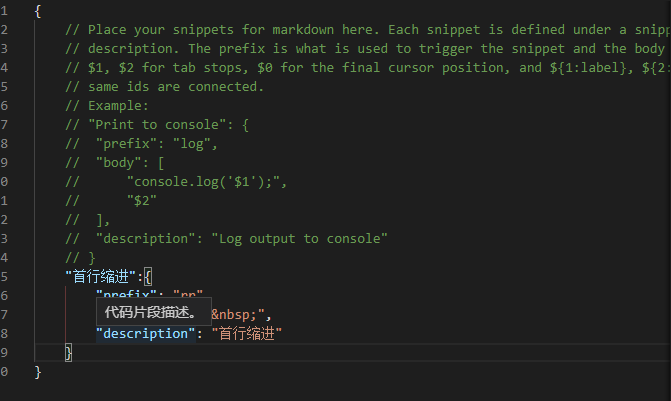 1 {
2 // Place your snippets for markdown here. Each snippet is defined under a snipp
3 // description. The prefix is what is used to trigger the snippet and the body
4 // $1, $2 for tab stops, $0 for the final cursor position, and ${1:label}, ${2:
5 // same ids are connected.
6 // Example:
7 // "Print to console": {
8 //  "prefix": "log",
9 //  "body": [
0 //      "console.log('$1');",
1 //      "$2"
2 //  ],
3 //  "description": "Log output to console"
4 // }
5 "首行缩进":{
6 "prefix": "rr"
代码片段描述。
7 &nbsp;",
8 "description": "首行缩进"
9 }
0 }